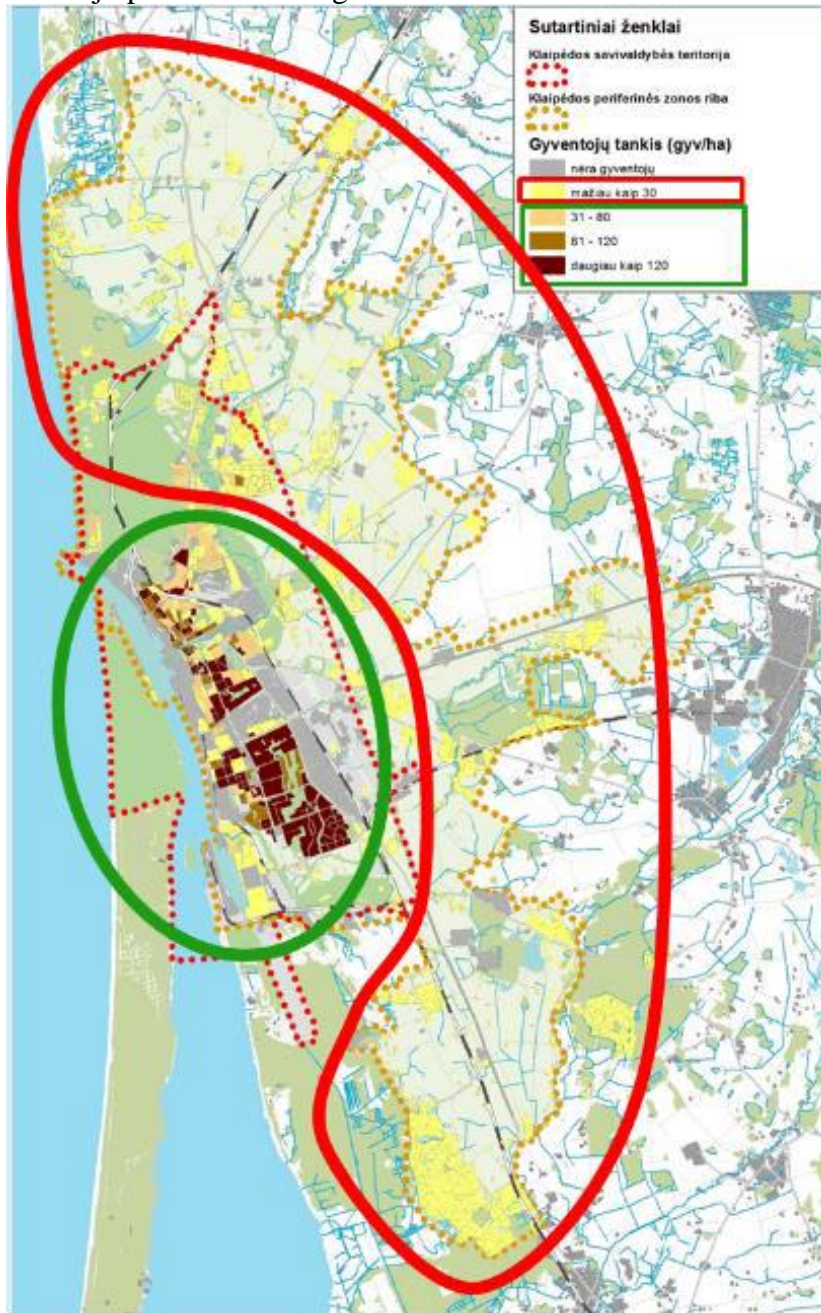 Sutartiniai ženklai
Klaipėdos savivaldybės teritorija
Klaipėdos periferinės zonos riba
Gyventojų tankis (gyv/ha)
nėra gyventojų
mažiau kaip 30
31 - 80
81 - 120
daugiau kaip 120